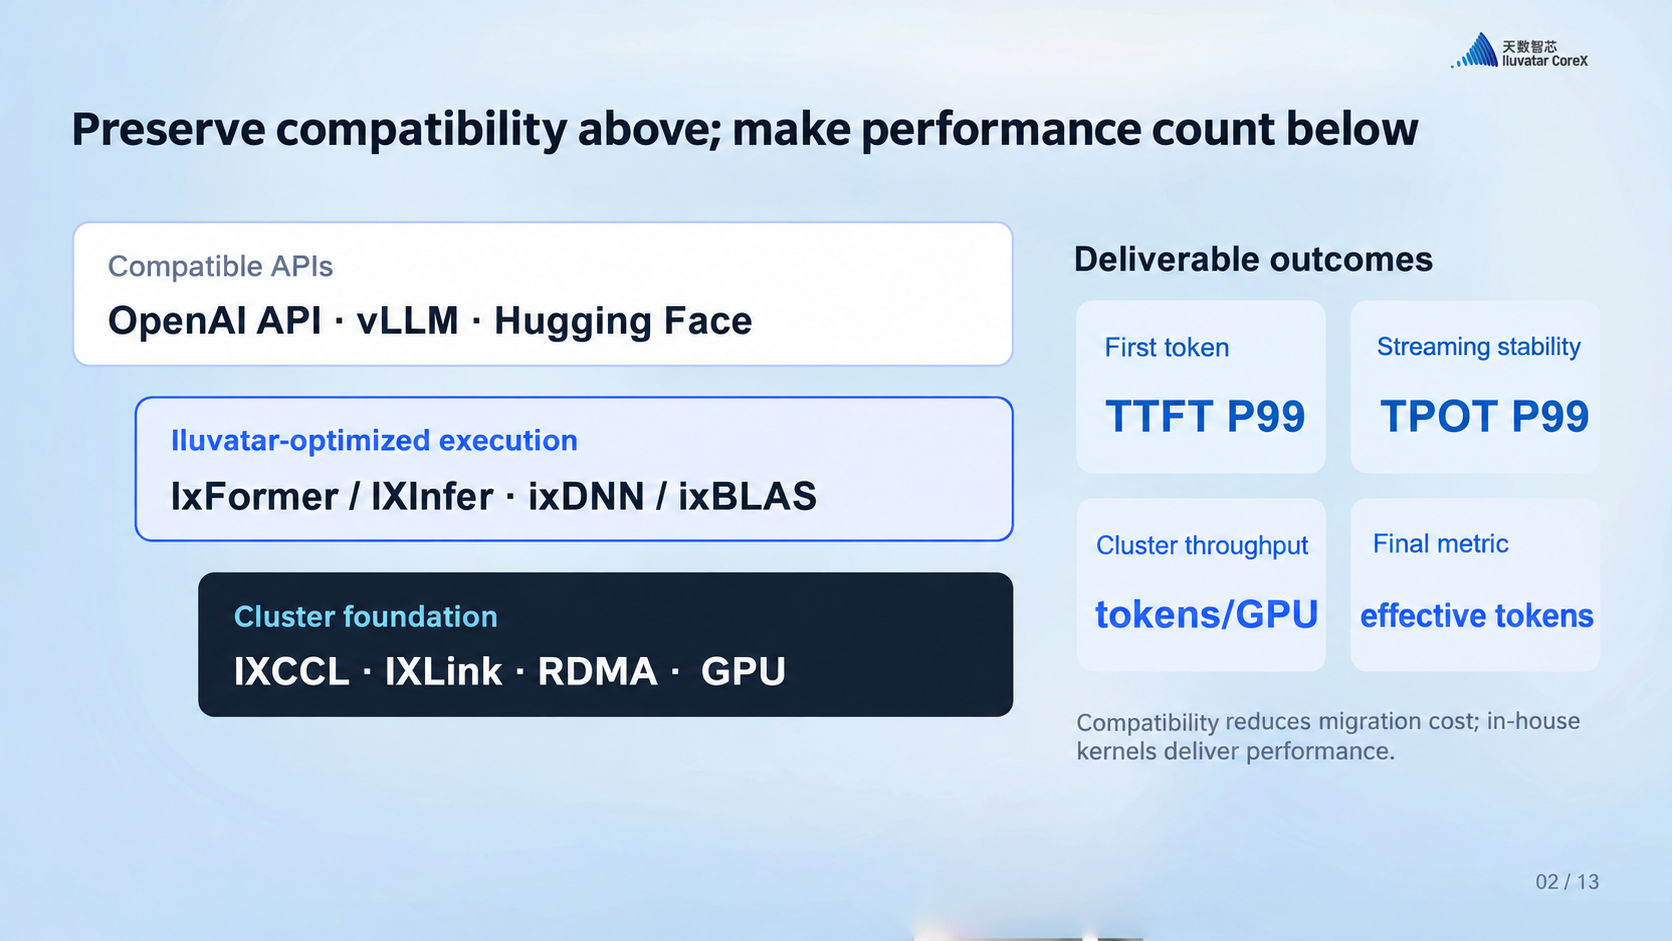 天数智芯
Iluvatar CoreX
Preserve compatibility above; make performance count below
Compatible APIs
OpenAI API · vLLM · Hugging Face
Iluvatar-optimized execution
IxFormer / IXInfer · ixDNN / ixBLAS
Cluster foundation
IXCCL · IXLink · RDMA · GPU
Deliverable outcomes
First token
TTFT P99
Streaming stability
TPOT P99
Cluster throughput
tokens/GPU
Final metric
effective tokens
Compatibility reduces migration cost; in-house
kernels deliver performance.
02 / 13